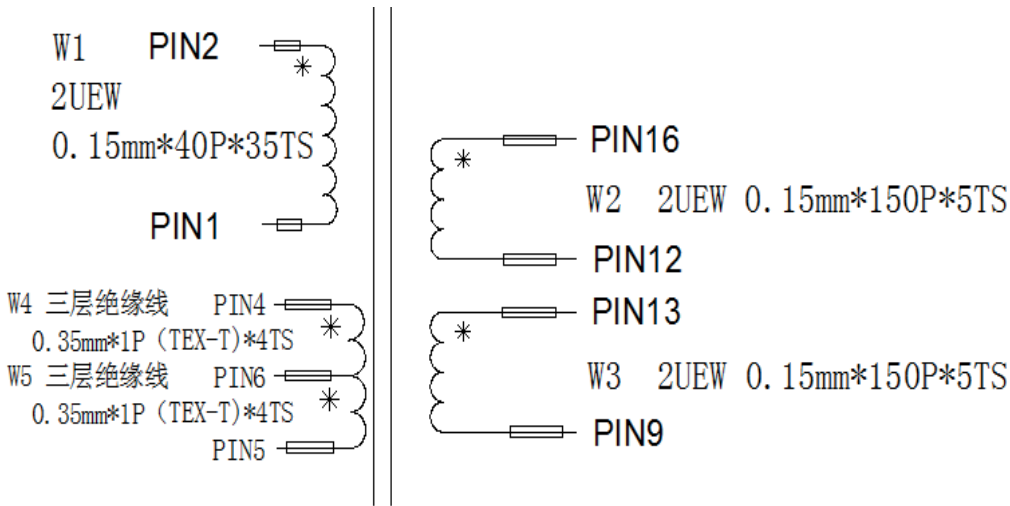 W1 PIN2
2UEW
0.15mm*40P*35TS
PIN1
W4 三层绝缘线 PIN4
0.35mm*1P (TEX-T)*4TS
W5 三层绝缘线 PIN6
0.35mm*1P (TEX-T)*4TS
PIN5
PIN16
W2 2UEW 0.15mm*150P*5TS
PIN12
PIN13
W3 2UEW 0.15mm*150P*5TS
PIN9